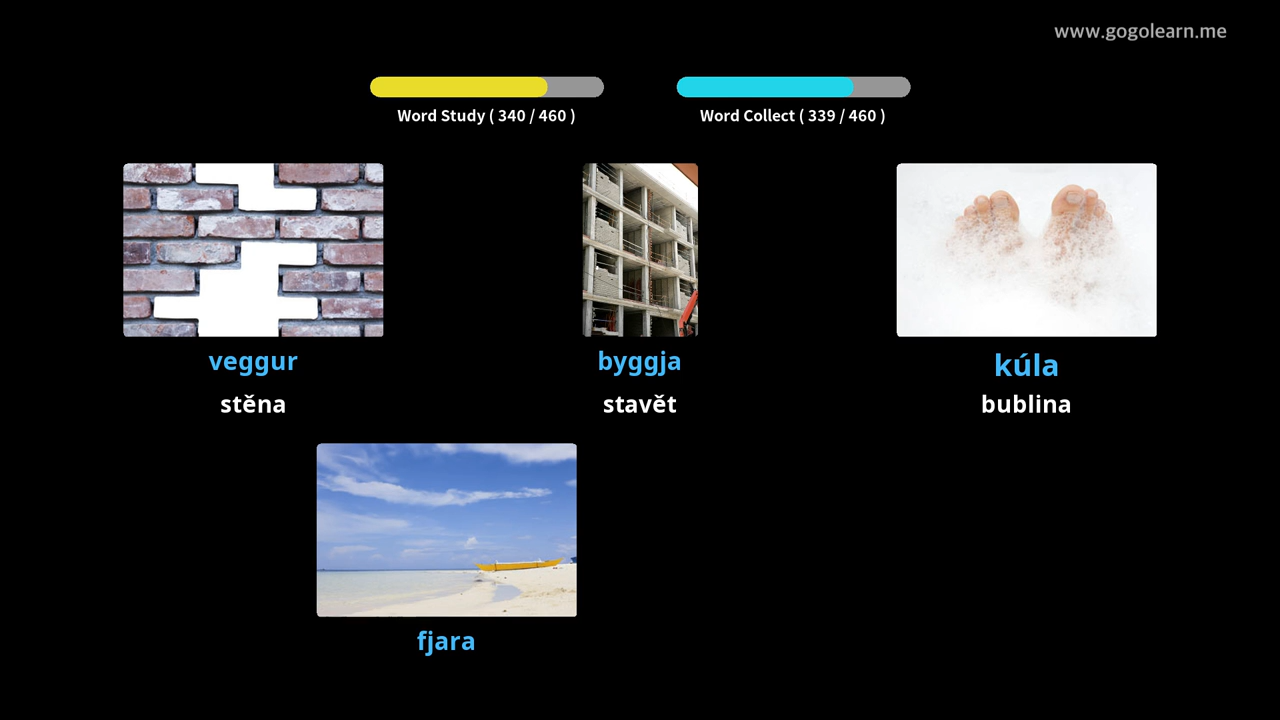 www.gogolearn.me
Word Study ( 340 / 460 )
Word Collect ( 339 / 460 )
veggur
byggja
kúla
stěna
stavět
bublina
fjara